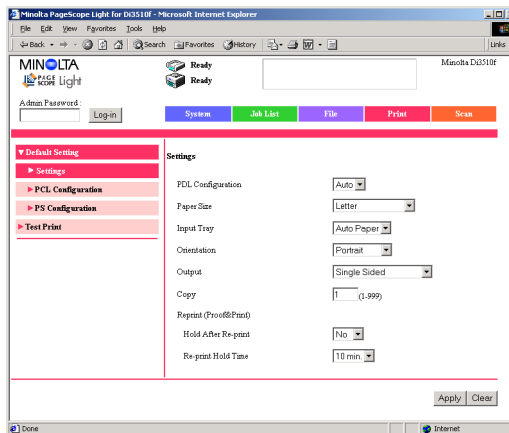 Minolta PageScope Light for Di3510f - Microsoft Internet Explorer
File Edit View Favorites Tools Help
Back Search Favorites History Links
MINOLTA
PAGE SCOPE Light
Ready
Ready
Minolta Di3510f
Admin Password :
Log-in
System Job List File Print Scan
Default Setting
Settings
PCL Configuration
PS Configuration
Test Print
Settings
PDL Configuration Auto
Paper Size Letter
Input Tray Auto Paper
Orientation Portrait
Output Single Sided
Copy 1 (1-999)
Reprint (Proof&Print)
Hold After Re-print No
Re-print Hold Time 10 min.
Apply Clear
Done Internet